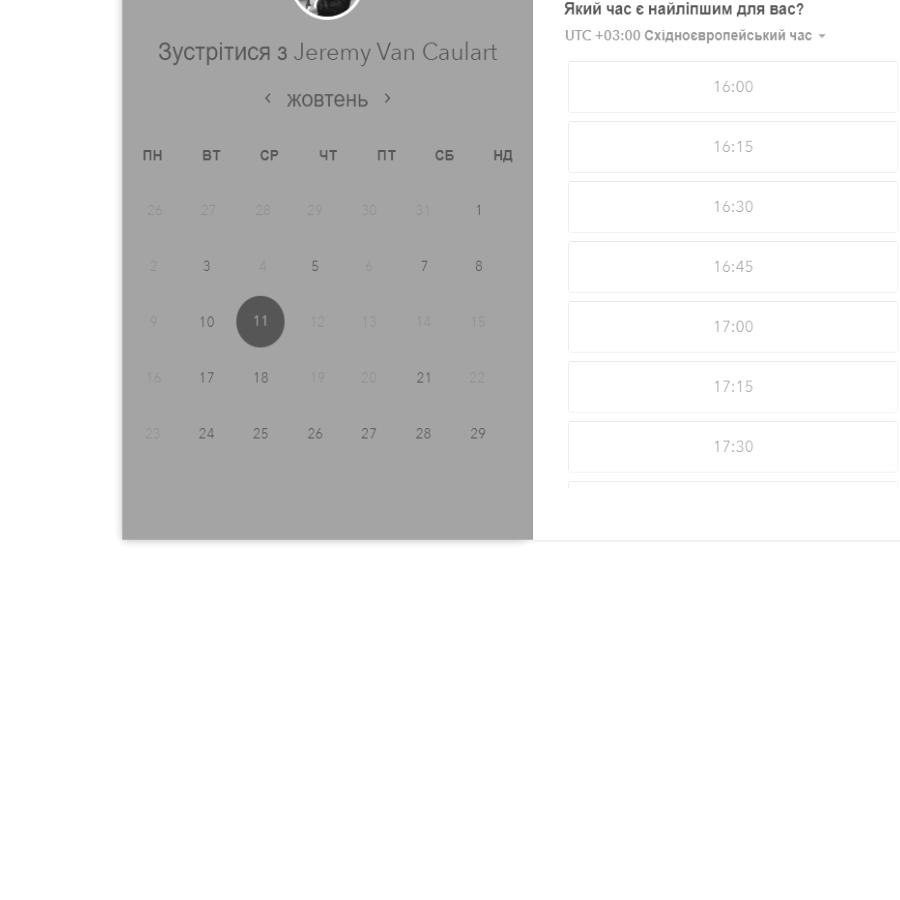 Зустрітися з Jeremy Van Caulart
жовтень
ПН ВТ СР ЧТ ПТ СБ НД
26 27 28 29 30 31 1
2 3 4 5 6 7 8
9 10 11 12 13 14 15
16 17 18 19 20 21 22
23 24 25 26 27 28 29
Який час є найліпшим для вас?
UTC +03:00 Східноєвропейський час
16:00
16:15
16:30
16:45
17:00
17:15
17:30